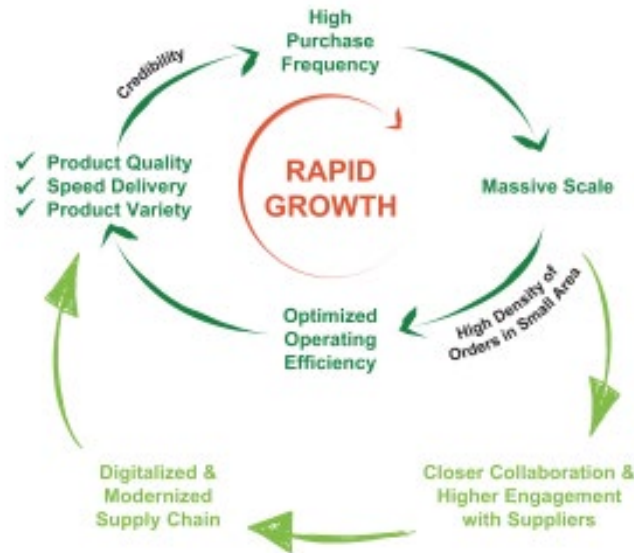 High
Purchase
Frequency
Credibility
✓ Product Quality
✓ Speed Delivery
✓ Product Variety
RAPID
GROWTH
Massive Scale
High Density of
Orders in Small Area
Optimized
Operating
Efficiency
Digitalized &
Modernized
Supply Chain
Closer Collaboration &
Higher Engagement
with Suppliers